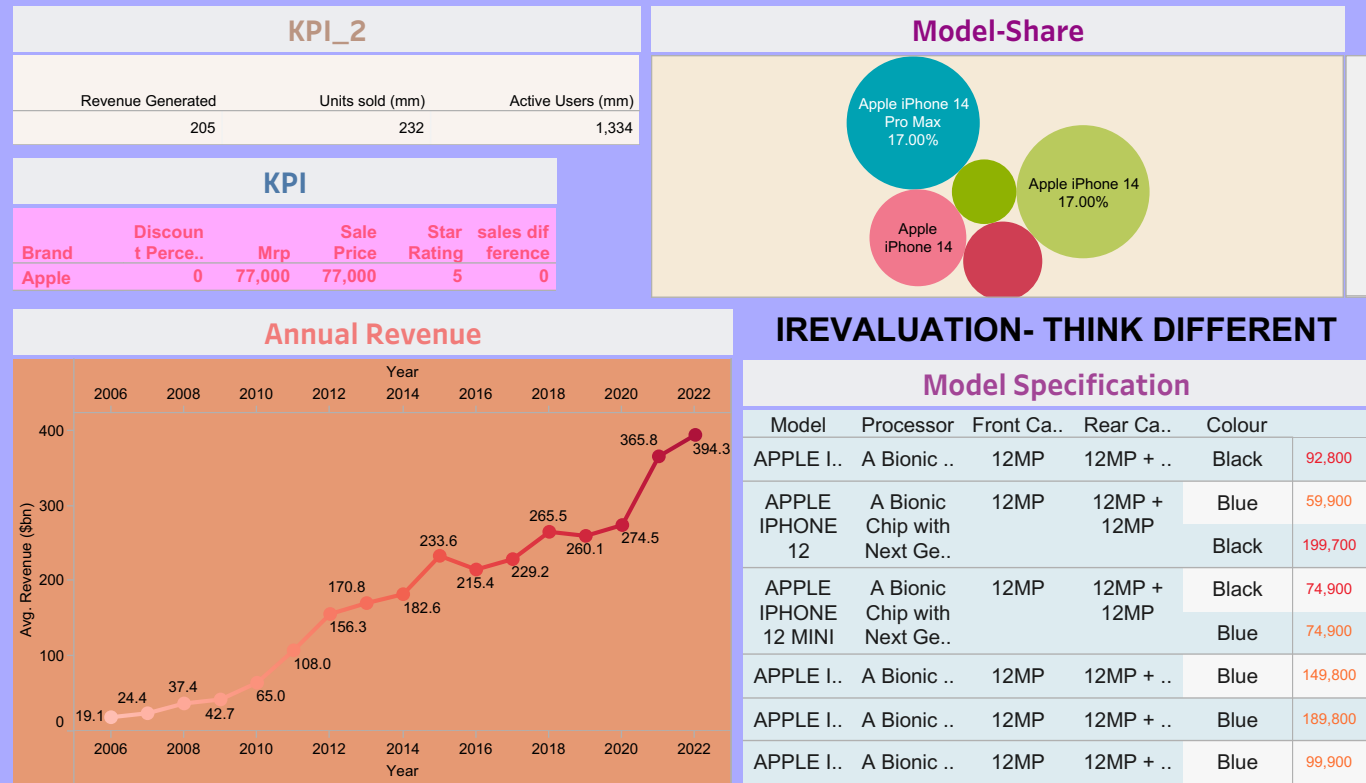 KPI_2
Revenue Generated Units sold (mm) Active Users (mm)
205 232 1,334
KPI
Brand Discoun t Perce.. Mrp Sale Price Star Rating sales dif ference
Apple 0 77,000 77,000 5 0
Model-Share
Apple iPhone 14
Pro Max
17.00%
Apple iPhone 14
17.00%
Apple
iPhone 14
Annual Revenue
Year
2006 2008 2010 2012 2014 2016 2018 2020 2022
Avg. Revenue ($bn)
400
300
200
100
0
19.1
24.4
37.4
42.7
65.0
108.0
156.3
170.8
182.6
233.6
215.4
229.2
265.5
260.1
274.5
365.8
394.3
2006 2008 2010 2012 2014 2016 2018 2020 2022
Year
IREVALUATION- THINK DIFFERENT
Model Specification
Model Processor Front Ca.. Rear Ca.. Colour
APPLE I.. A Bionic .. 12MP 12MP + .. Black 92,800
APPLE A Bionic 12MP 12MP + Blue 59,900
IPHONE Chip with 12MP
12 Next Ge.. Black 199,700
APPLE A Bionic 12MP 12MP + Black 74,900
IPHONE Chip with 12MP
12 MINI Next Ge.. Blue 74,900
APPLE I.. A Bionic .. 12MP 12MP + .. Blue 149,800
APPLE I.. A Bionic .. 12MP 12MP + .. Blue 189,800
APPLE I.. A Bionic .. 12MP 12MP + .. Blue 99,900